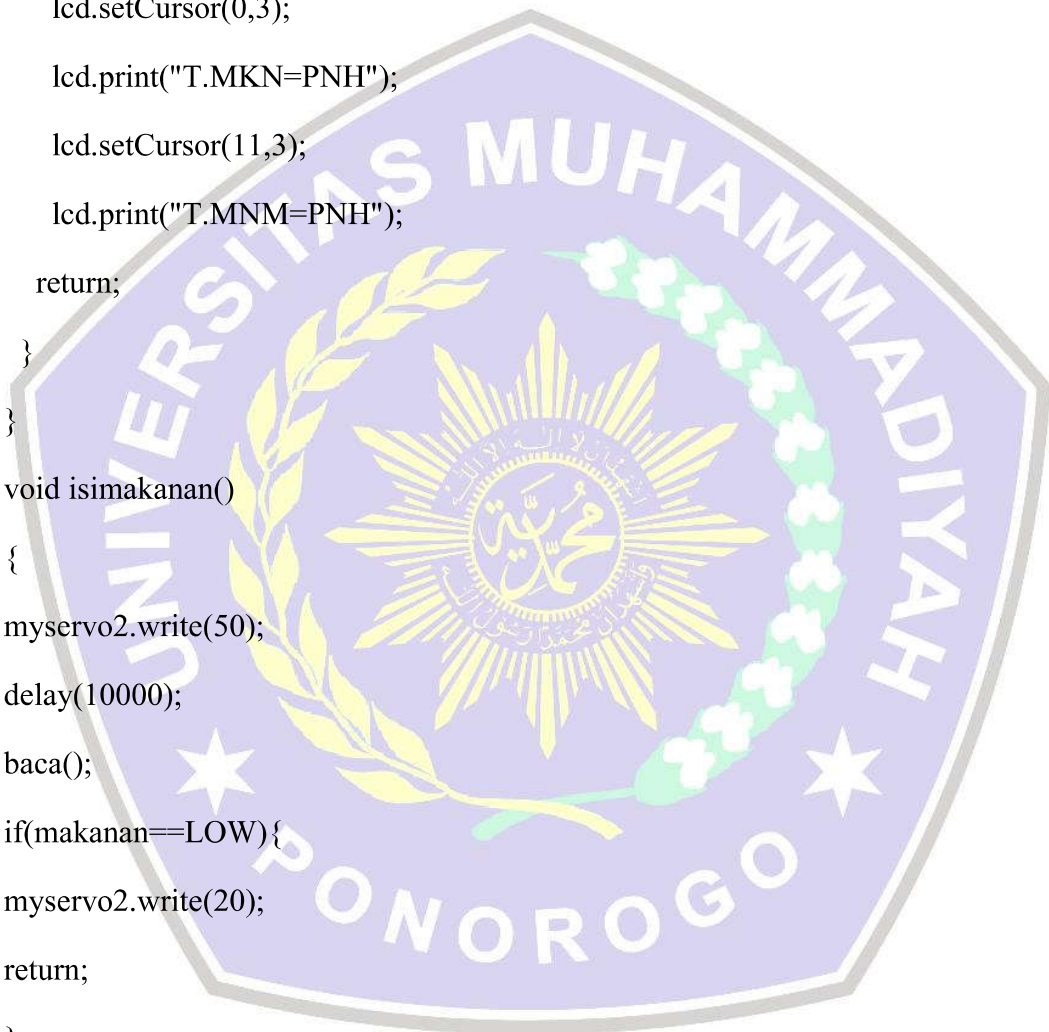 lcd.setCursor(0,3);
lcd.print("T.MKN=PNH");
lcd.setCursor(11,3);
lcd.print("T.MNM=PNH");
return;
}
}
void isimakanan()
{
myservo2.write(50);
delay(10000);
baca();
if(makanan==LOW){
myservo2.write(20);
return;
}
UNIVERSITAS MUHAMMADIYAH
PONOROGO
محمدية